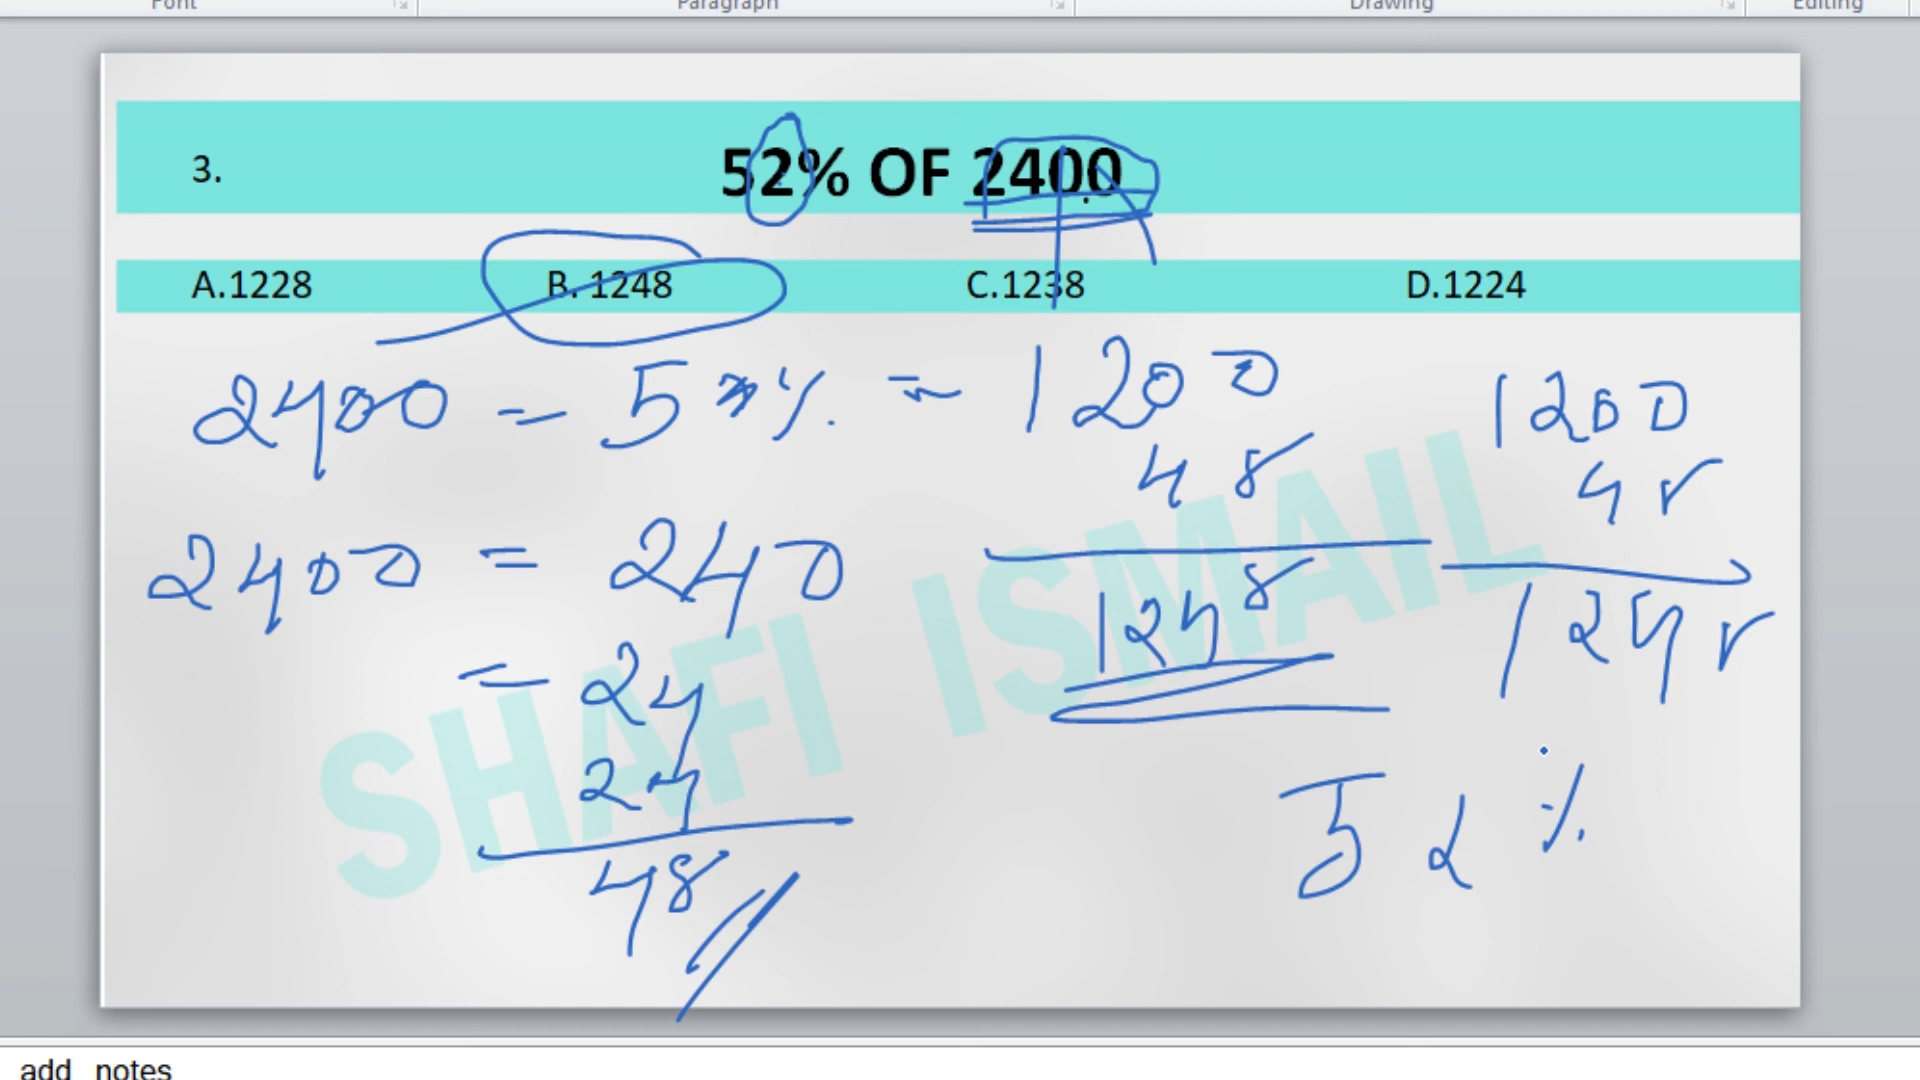 Font Paragraph Drawing Editing
3. 52% OF 2400
A.1228 B. 1248 C.1238 D.1224
2400 = 50%. = 1200 1200
48 48
2400 = 240
1248 1248
= 24
24
48
52%
SHAFI ISMAIL
add notes